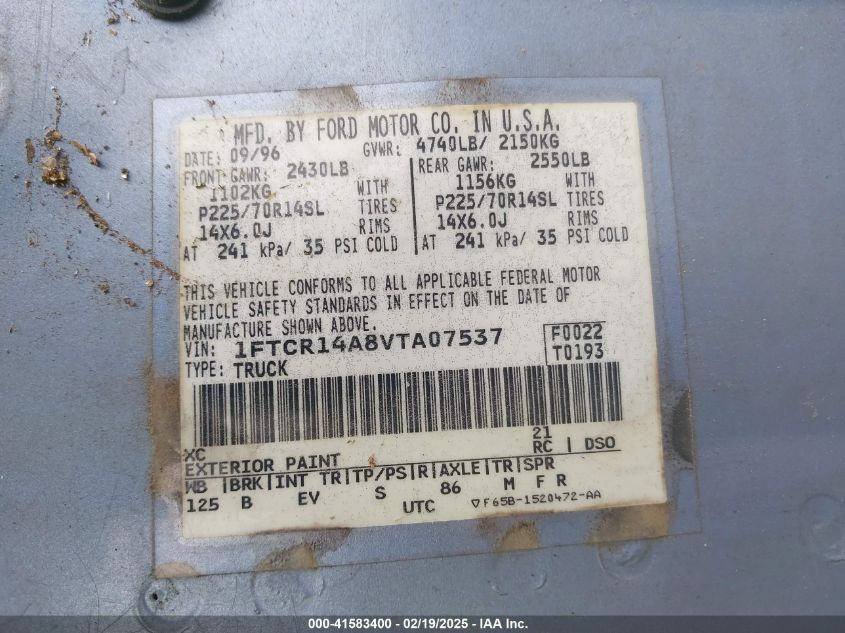 MFD. BY FORD MOTOR CO. IN U.S.A.
DATE: 09/96 GVWR: 4740LB/ 2150KG
FRONT GAWR: 2430LB REAR GAWR: 2550LB
1102KG WITH 1156KG WITH
P225/70R14SL TIRES P225/70R14SL TIRES
14X6.0J RIMS 14X6.0J RIMS
AT 241 kPa/ 35 PSI COLD AT 241 kPa/ 35 PSI COLD
THIS VEHICLE CONFORMS TO ALL APPLICABLE FEDERAL MOTOR
VEHICLE SAFETY STANDARDS IN EFFECT ON THE DATE OF
MANUFACTURE SHOWN ABOVE.
VIN: 1FTCR14A8VTA07537 F0022
TYPE: TRUCK T0193
XC 21
EXTERIOR PAINT RC | DSO
WB |BRK|INT TR|TP/PS|R|AXLE|TR|SPR
125 B EV S 86 M F R
UTC ▽F65B-1520472-AA
000-41583400 - 02/19/2025 - IAA Inc.